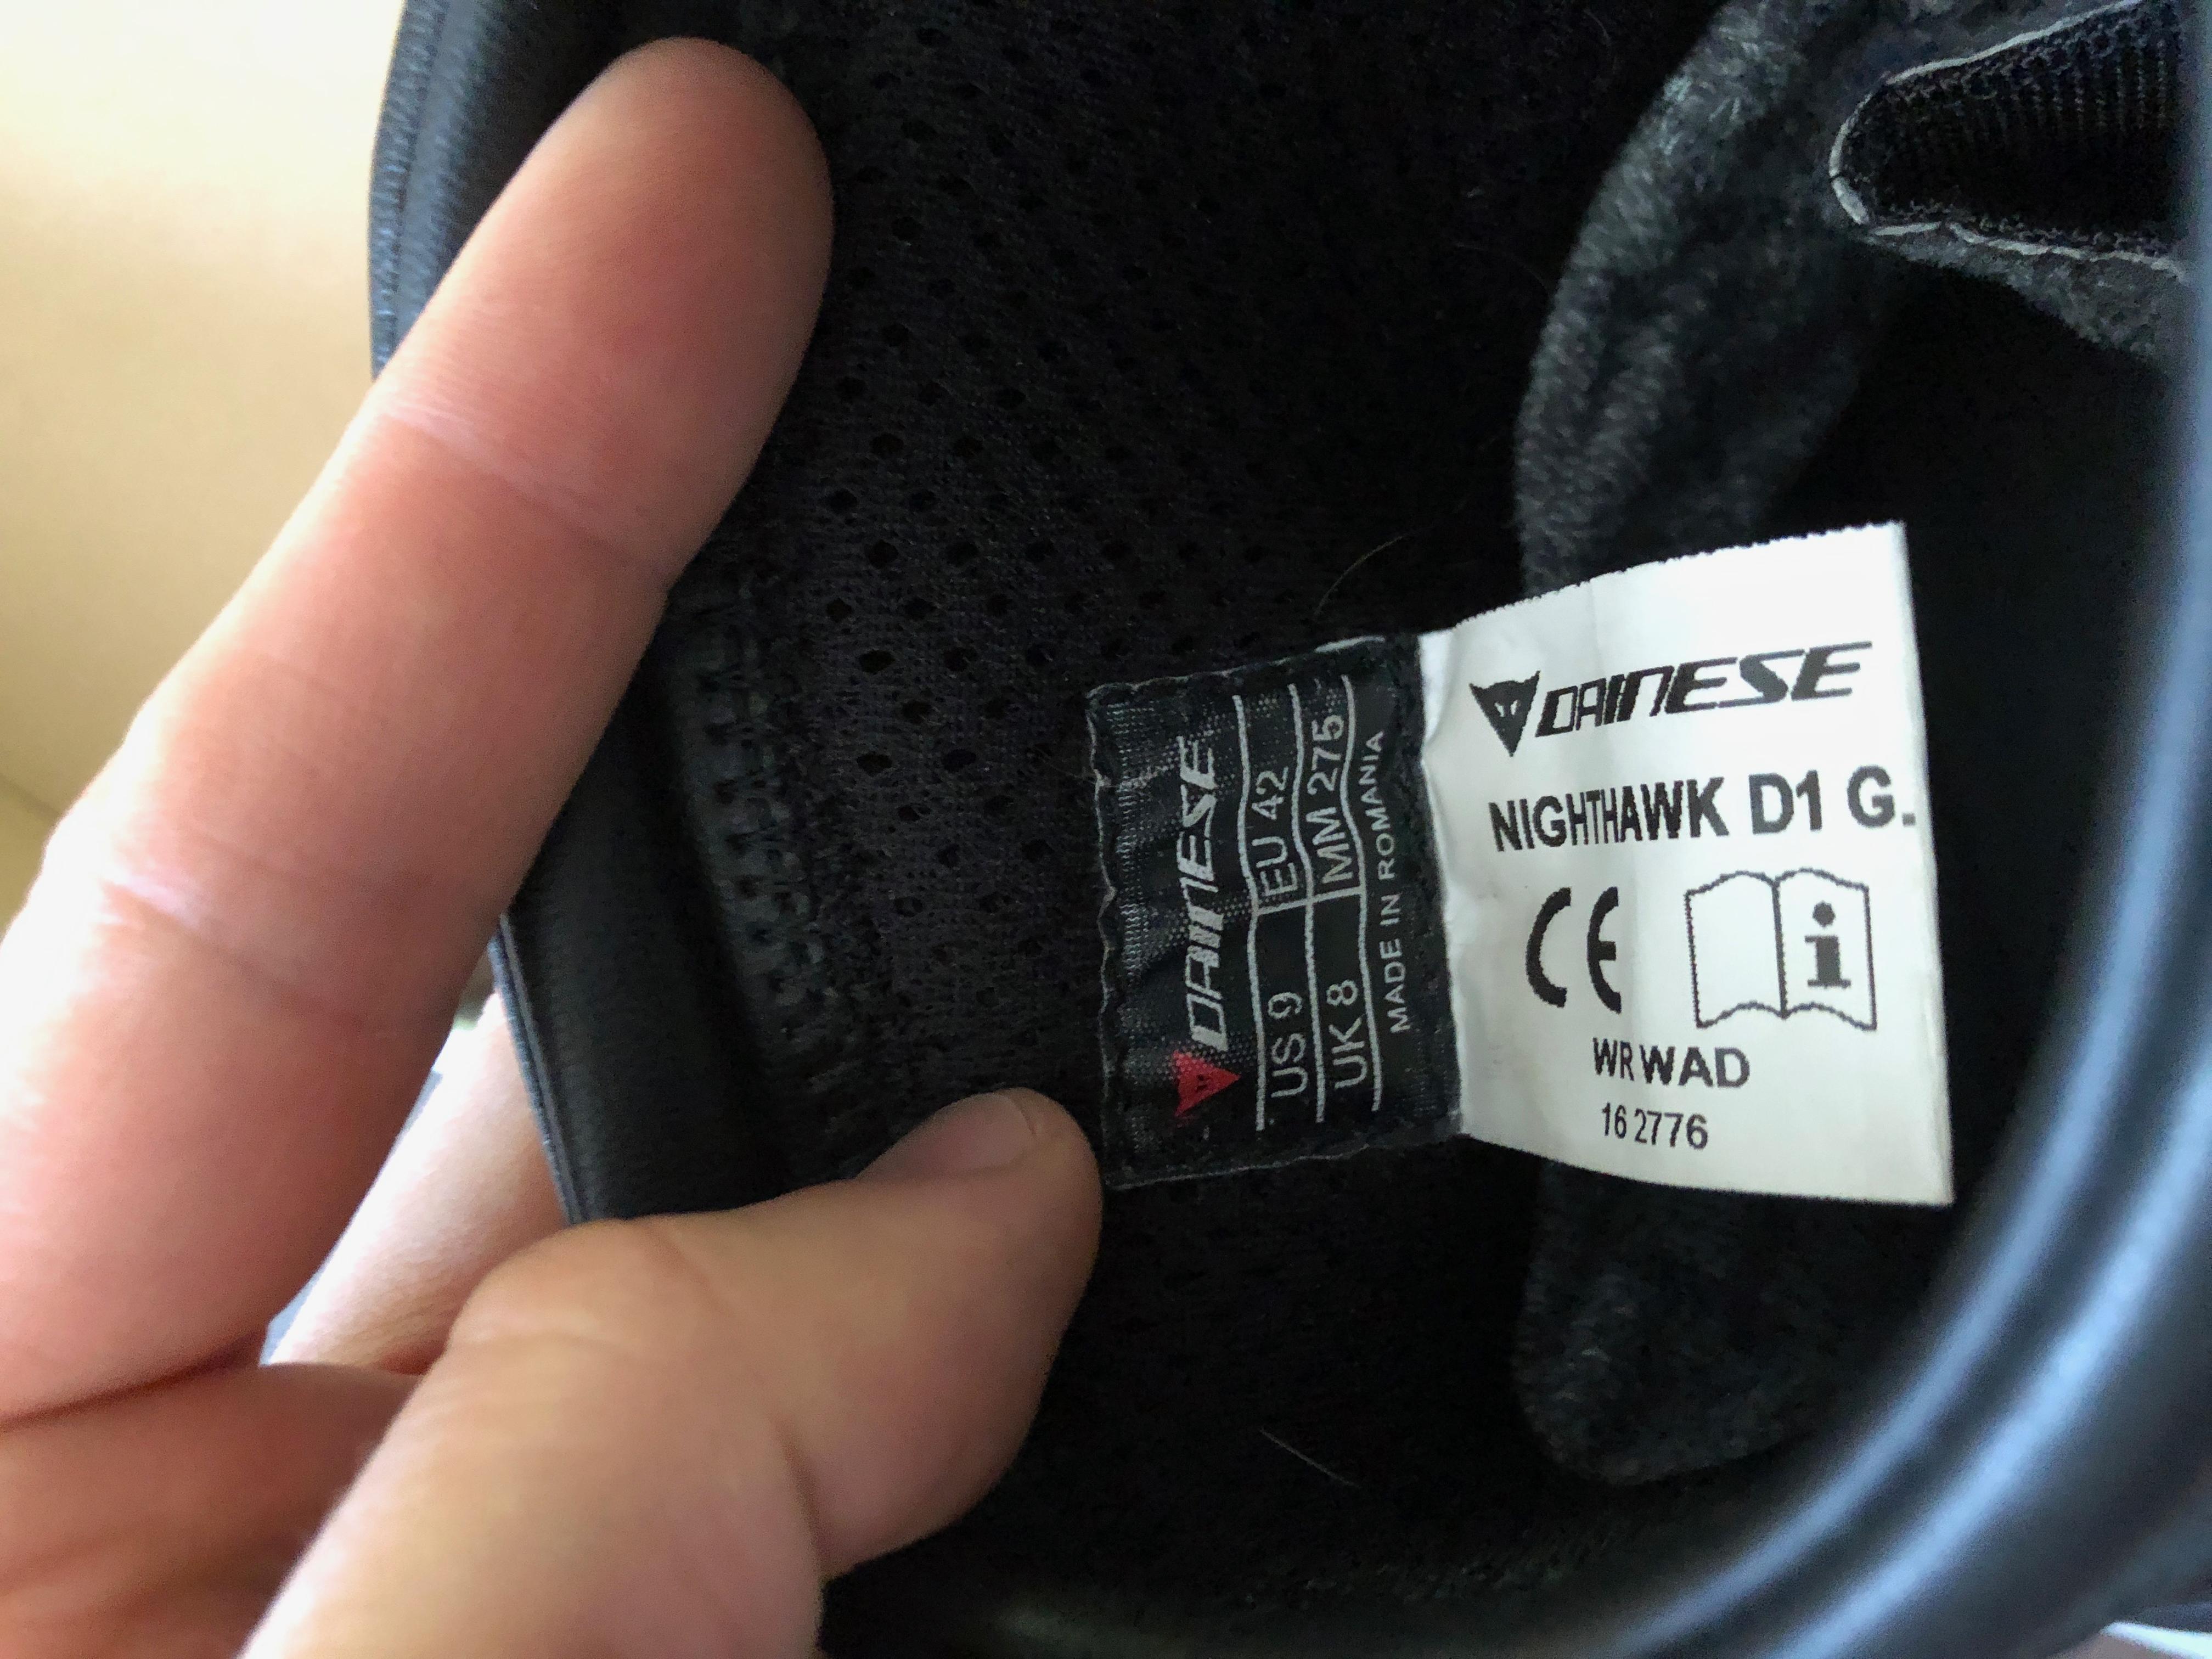 DAINESE
US 9 EU 42
UK 8 MM 275
MADE IN ROMANIA
DAINESE
NIGHTHAWK D1 G.
CE
i
WR WAD
16 2776